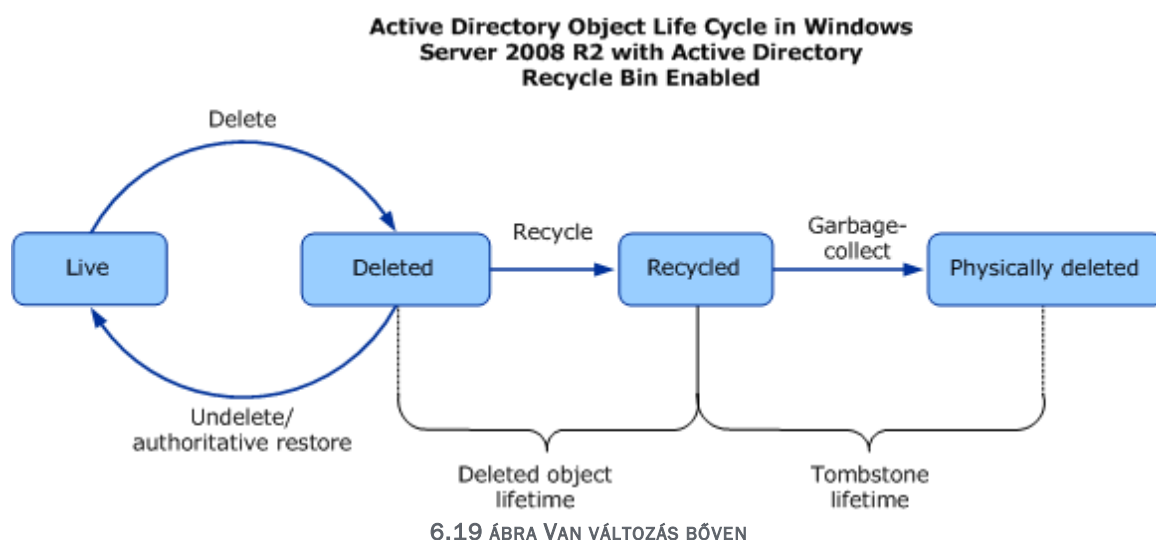 Active Directory Object Life Cycle in Windows
Server 2008 R2 with Active Directory
Recycle Bin Enabled
Delete
Live
Deleted
Recycle
Recycled
Garbage-
collect
Physically deleted
Undelete/
authoritative restore
Deleted object
lifetime
Tombstone
lifetime
6.19 ÁBRA VAN VÁLTOZÁS BŐVEN